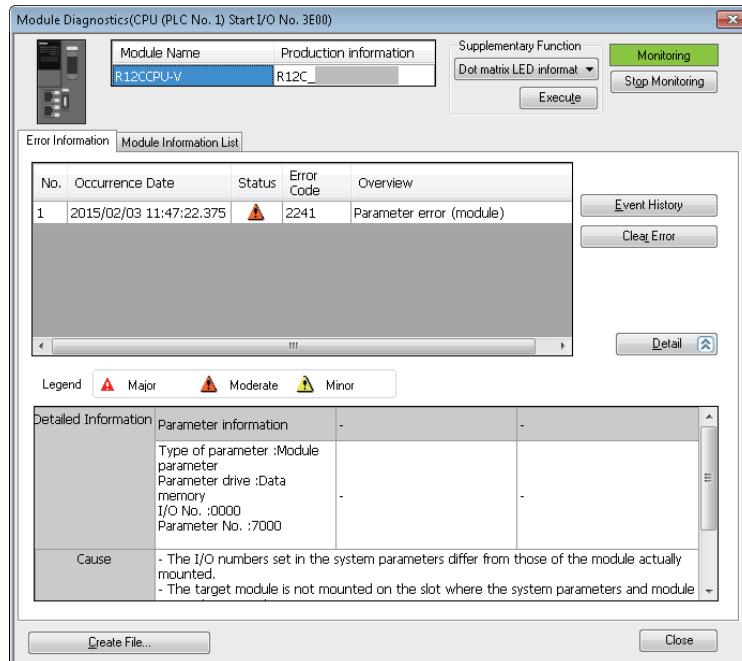 Module Diagnostics(CPU (PLC No. 1) Start I/O No. 3E00)
Module Name Production information
R12CCPU-V R12C_
Supplementary Function
Dot matrix LED informat
Execute
Monitoring
Stop Monitoring
Error Information Module Information List
No. Occurrence Date Status Error Code Overview
1 2015/02/03 11:47:22.375 2241 Parameter error (module)
Event History
Clear Error
Detail
Legend Major Moderate Minor
Detailed Information Parameter information - -
Type of parameter :Module
parameter
Parameter drive :Data
memory
I/O No. :0000
Parameter No. :7000
- -
Cause - The I/O numbers set in the system parameters differ from those of the module actually
mounted.
- The target module is not mounted on the slot where the system parameters and module
Create File...
Close